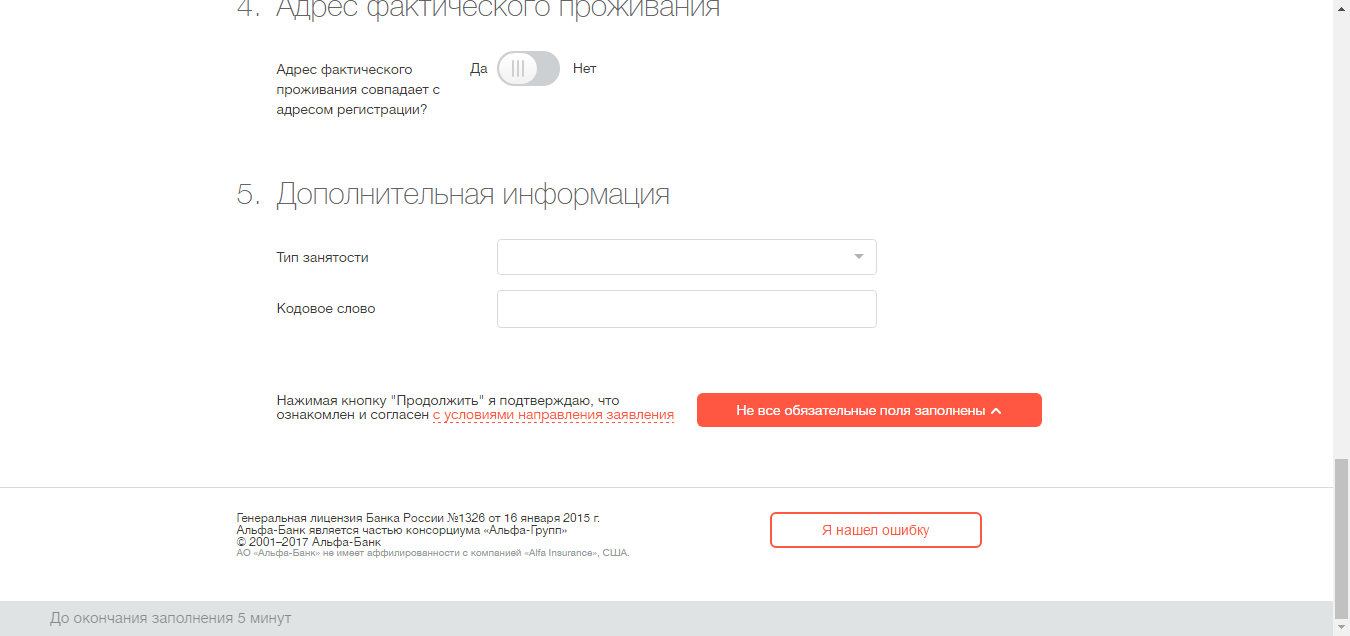 4. Адрес фактического проживания
Адрес фактического
проживания совпадает с
адресом регистрации?
Да
Нет
5. Дополнительная информация
Тип занятости
Кодовое слово
Нажимая кнопку "Продолжить" я подтверждаю, что
ознакомлен и согласен с условиями направления заявления
Не все обязательные поля заполнены
Генеральная лицензия Банка России №1326 от 16 января 2015 г.
Альфа-Банк является частью консорциума «Альфа-Групп»
© 2001–2017 Альфа-Банк
АО «Альфа-Банк» не имеет аффилированности с компанией «Alfa Insurance», США.
Я нашел ошибку
До окончания заполнения 5 минут